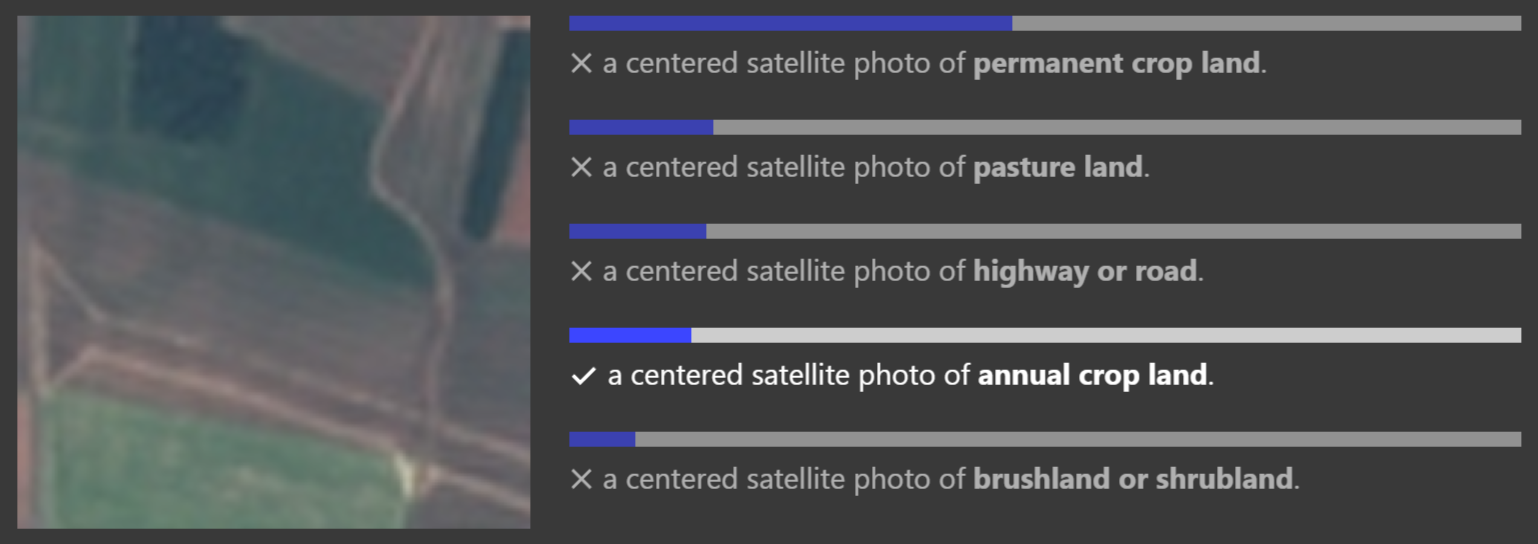 × a centered satellite photo of permanent crop land.
× a centered satellite photo of pasture land.
× a centered satellite photo of highway or road.
✓ a centered satellite photo of annual crop land.
× a centered satellite photo of brushland or shrubland.